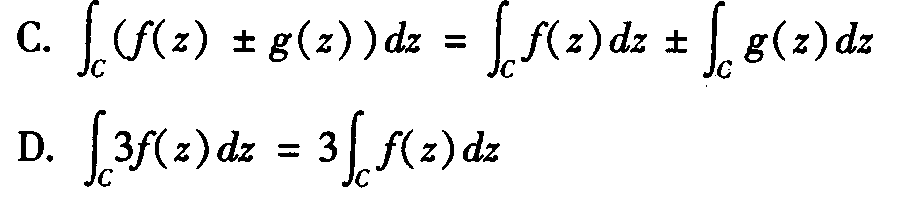 C. ∫_C (f(z) ± g(z))dz = ∫_C f(z)dz ± ∫_C g(z)dz
D. ∫_C 3f(z)dz = 3∫_C f(z)dz